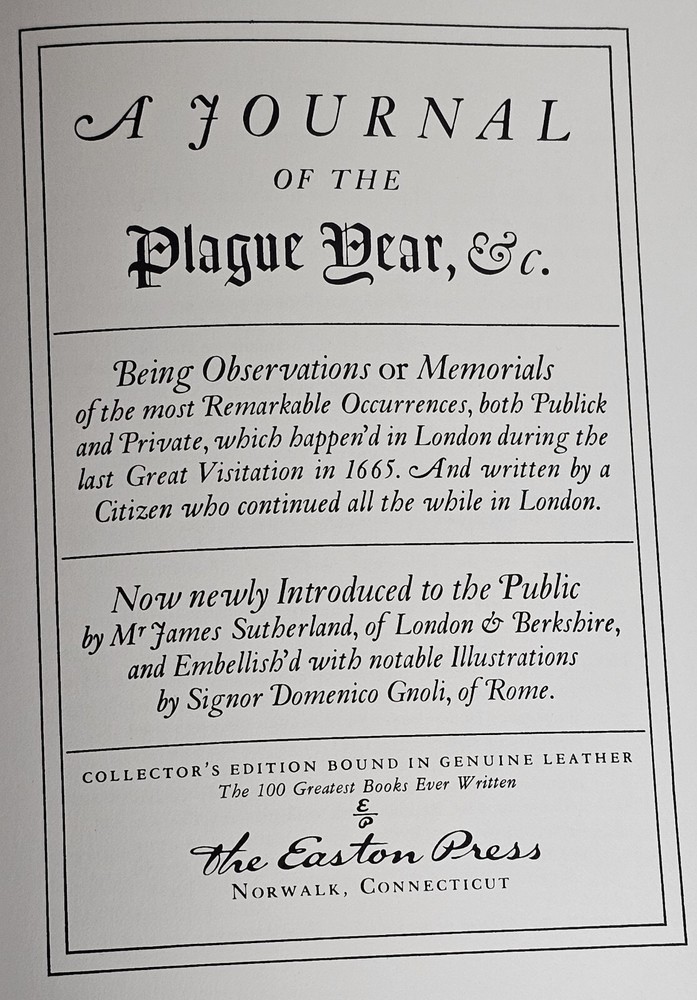 A JOURNAL
OF THE
Plague Year, &c.
Being Observations or Memorials
of the most Remarkable Occurrences, both Publick
and Private, which happen'd in London during the
last Great Visitation in 1665. And written by a
Citizen who continued all the while in London.
Now newly Introduced to the Public
by Mr James Sutherland, of London & Berkshire,
and Embellish'd with notable Illustrations
by Signor Domenico Gnoli, of Rome.
COLLECTOR'S EDITION BOUND IN GENUINE LEATHER
The 100 Greatest Books Ever Written
E
P
The Easton Press
NORWALK, CONNECTICUT